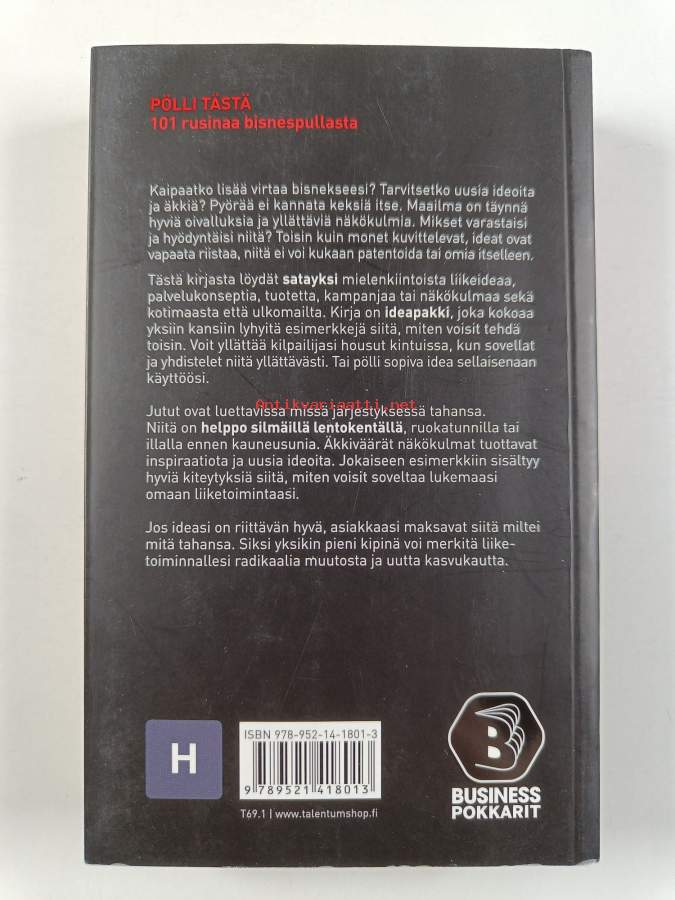 PÖLLI TÄSTÄ
101 rusinaa bisnespullasta
Kaipaatko lisää virtaa bisnekseesi? Tarvitsetko uusia ideoita
ja äkkiä? Pyörää ei kannata keksiä itse. Maailma on täynnä
hyviä oivalluksia ja yllättäviä näkökulmia. Mikset varastaisi
ja hyödyntäisi niitä? Toisin kuin monet kuvittelevat, ideat ovat
vapaata riistaa, niitä ei voi kukaan patentoida tai omia itselleen.
Tästä kirjasta löydät satayksi mielenkiintoista liikeideaa,
palvelukonseptia, tuotetta, kampanjaa tai näkökulmaa sekä
kotimaasta että ulkomailta. Kirja on ideapakki, joka kokoaa
yksiin kansiin lyhyitä esimerkkejä siitä, miten voisit tehdä
toisin. Voit yllättää kilpailijasi housut kintuissa, kun sovellat
ja yhdistelet niitä yllättävästi. Tai pölli sopiva idea sellaisenaan
käyttöösi.
Antikvariaatti.net
Jutut ovat luettavissa missä järjestyksessä tahansa.
Niitä on helppo silmäillä lentokentällä, ruokatunnilla tai
illalla ennen kauneusunia. Äkkiväärät näkökulmat tuottavat
inspiraatiota ja uusia ideoita. Jokaiseen esimerkkiin sisältyy
hyviä kiteytyksiä siitä, miten voisit soveltaa lukemaasi
omaan liiketoimintaasi.
Jos ideasi on riittävän hyvä, asiakkaasi maksavat siitä miltei
mitä tahansa. Siksi yksikin pieni kipinä voi merkitä liike-
toiminnallesi radikaalia muutosta ja uutta kasvukautta.
H
ISBN 978-952-14-1801-3
9 789521 418013
T69.1 | www.talentumshop.fi
B
BUSINESS
POKKARIT